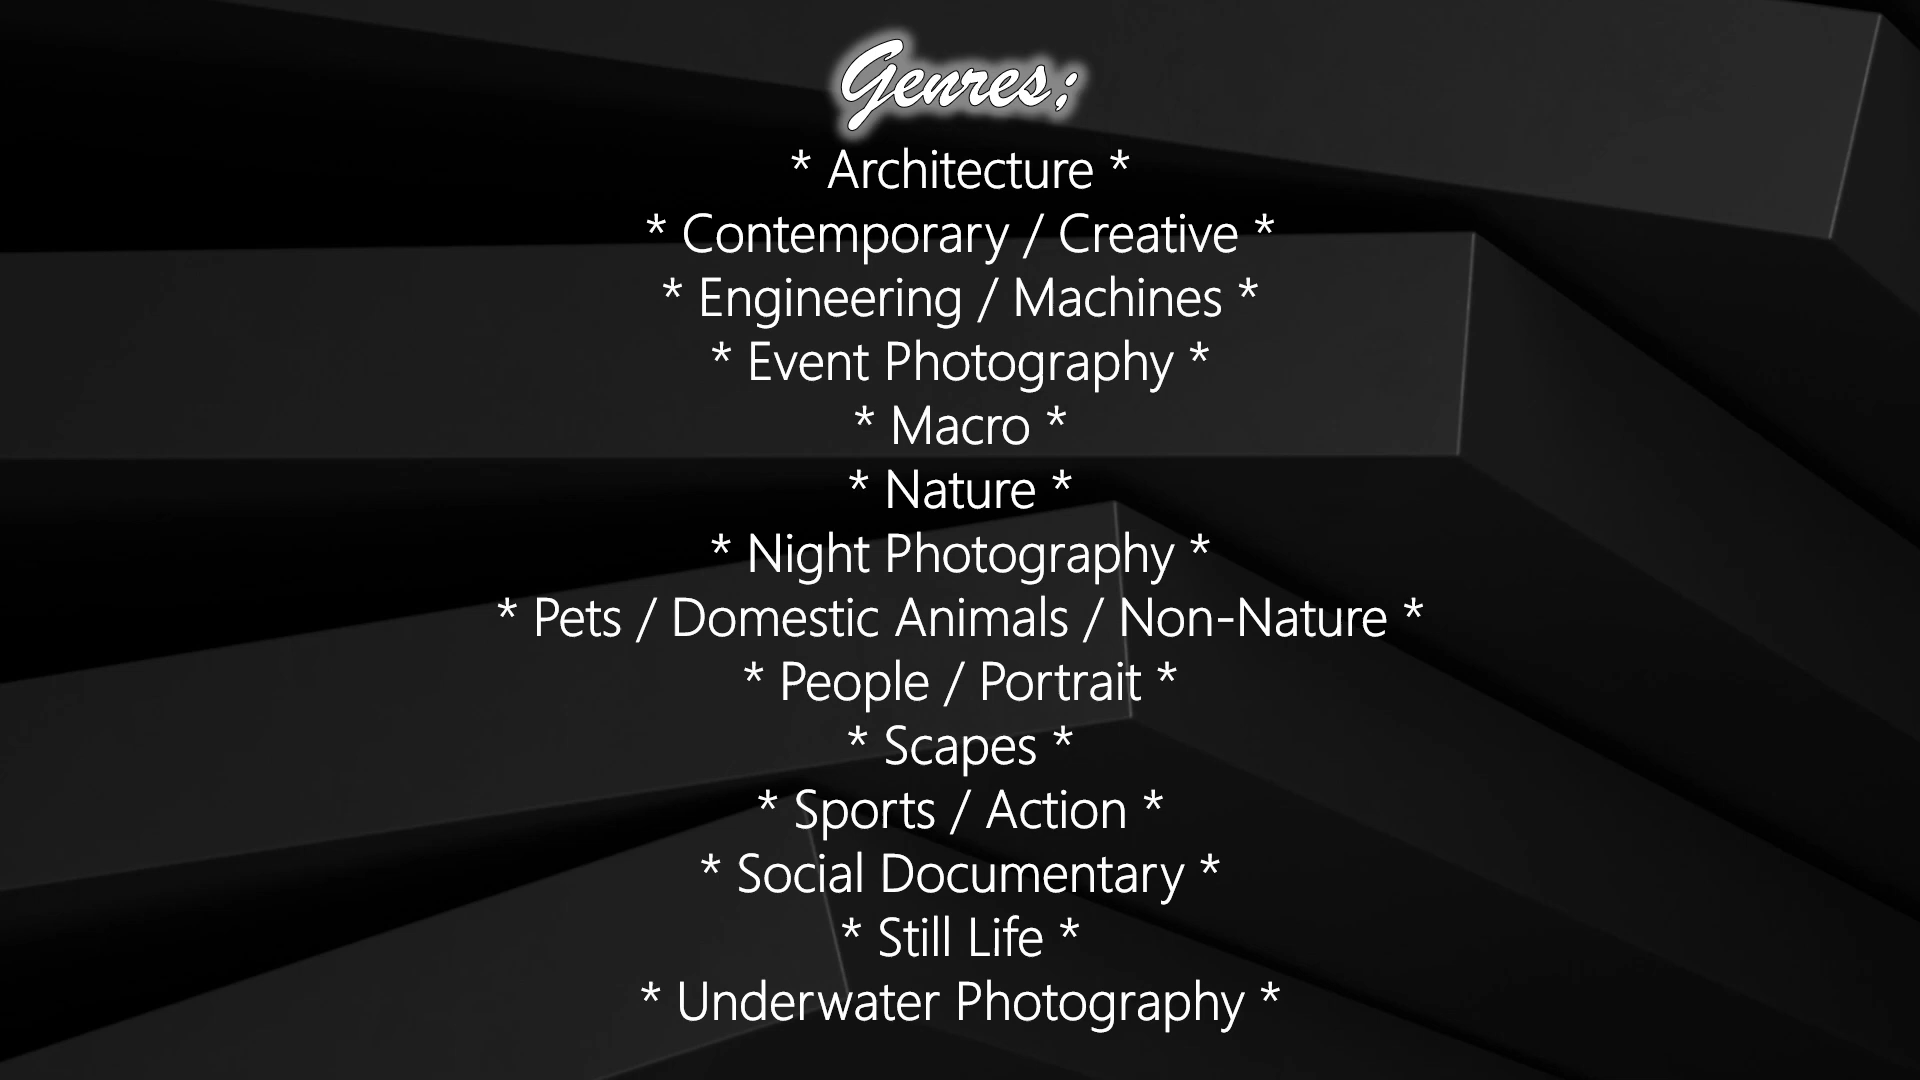 Genres;
* Architecture *
* Contemporary / Creative *
* Engineering / Machines *
* Event Photography *
* Macro *
* Nature *
* Night Photography *
* Pets / Domestic Animals / Non-Nature *
* People / Portrait *
* Scapes *
* Sports / Action *
* Social Documentary *
* Still Life *
* Underwater Photography *